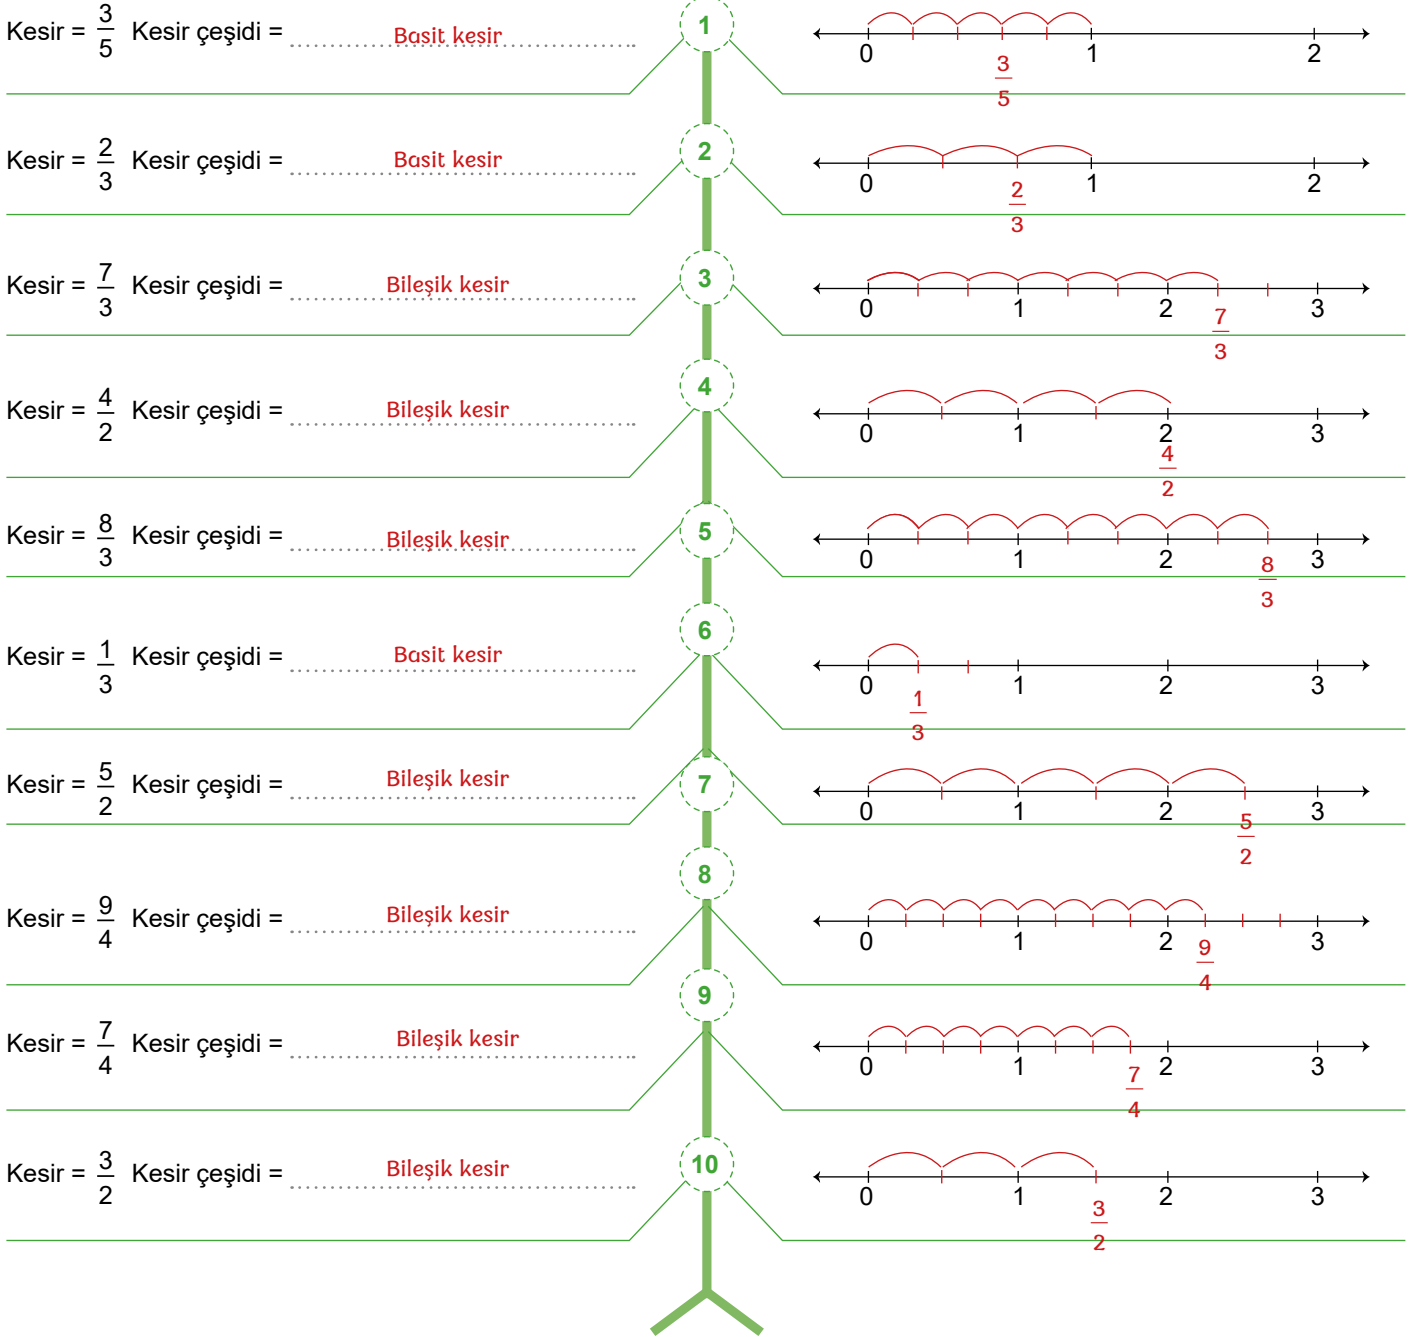 Kesir = 3/5 Kesir çeşidi = Basit kesir
1
0 1 2
3/5
Kesir = 2/3 Kesir çeşidi = Basit kesir
2
0 1 2
2/3
Kesir = 7/3 Kesir çeşidi = Bileşik kesir
3
0 1 2 3
7/3
Kesir = 4/2 Kesir çeşidi = Bileşik kesir
4
0 1 2 3
4/2
Kesir = 8/3 Kesir çeşidi = Bileşik kesir
5
0 1 2 3
8/3
Kesir = 1/3 Kesir çeşidi = Basit kesir
6
0 1 2 3
1/3
Kesir = 5/2 Kesir çeşidi = Bileşik kesir
7
0 1 2 3
5/2
Kesir = 9/4 Kesir çeşidi = Bileşik kesir
8
0 1 2 3
9/4
Kesir = 7/4 Kesir çeşidi = Bileşik kesir
9
0 1 2 3
7/4
Kesir = 3/2 Kesir çeşidi = Bileşik kesir
10
0 1 2 3
3/2